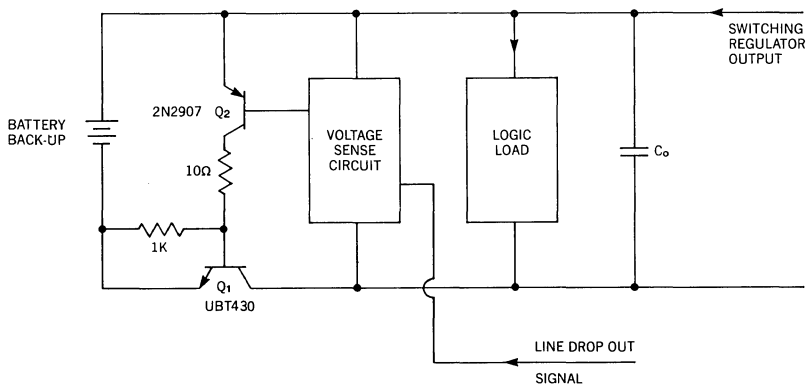 SWITCHING
REGULATOR
OUTPUT
2N2907
Q₂
BATTERY
BACK-UP
VOLTAGE
SENSE
CIRCUIT
LOGIC
LOAD
C₀
10Ω
1K
Q₁
UBT430
LINE DROP OUT
SIGNAL